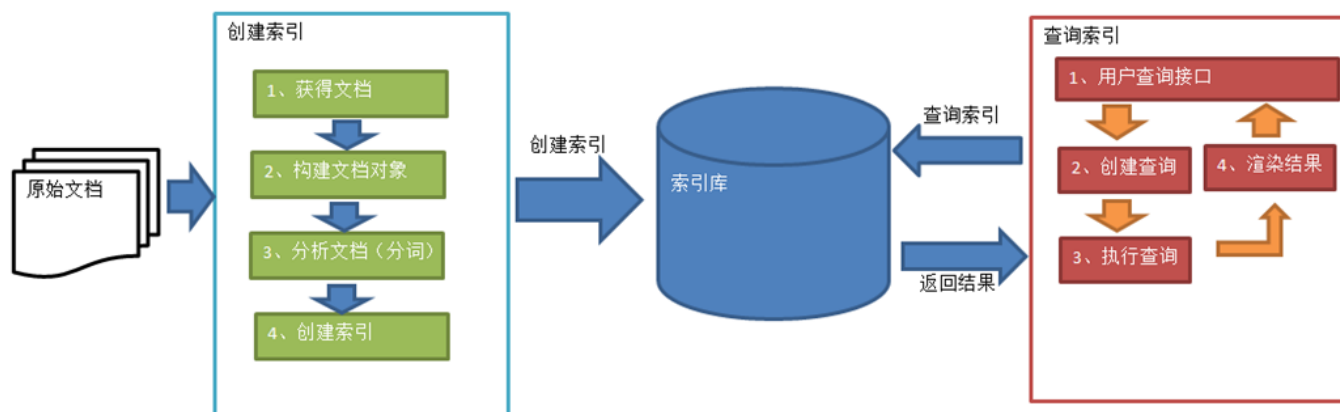 原始文档
创建索引
1、获得文档
2、构建文档对象
3、分析文档（分词）
4、创建索引
创建索引
索引库
查询索引
返回结果
查询索引
1、用户查询接口
2、创建查询
4、渲染结果
3、执行查询